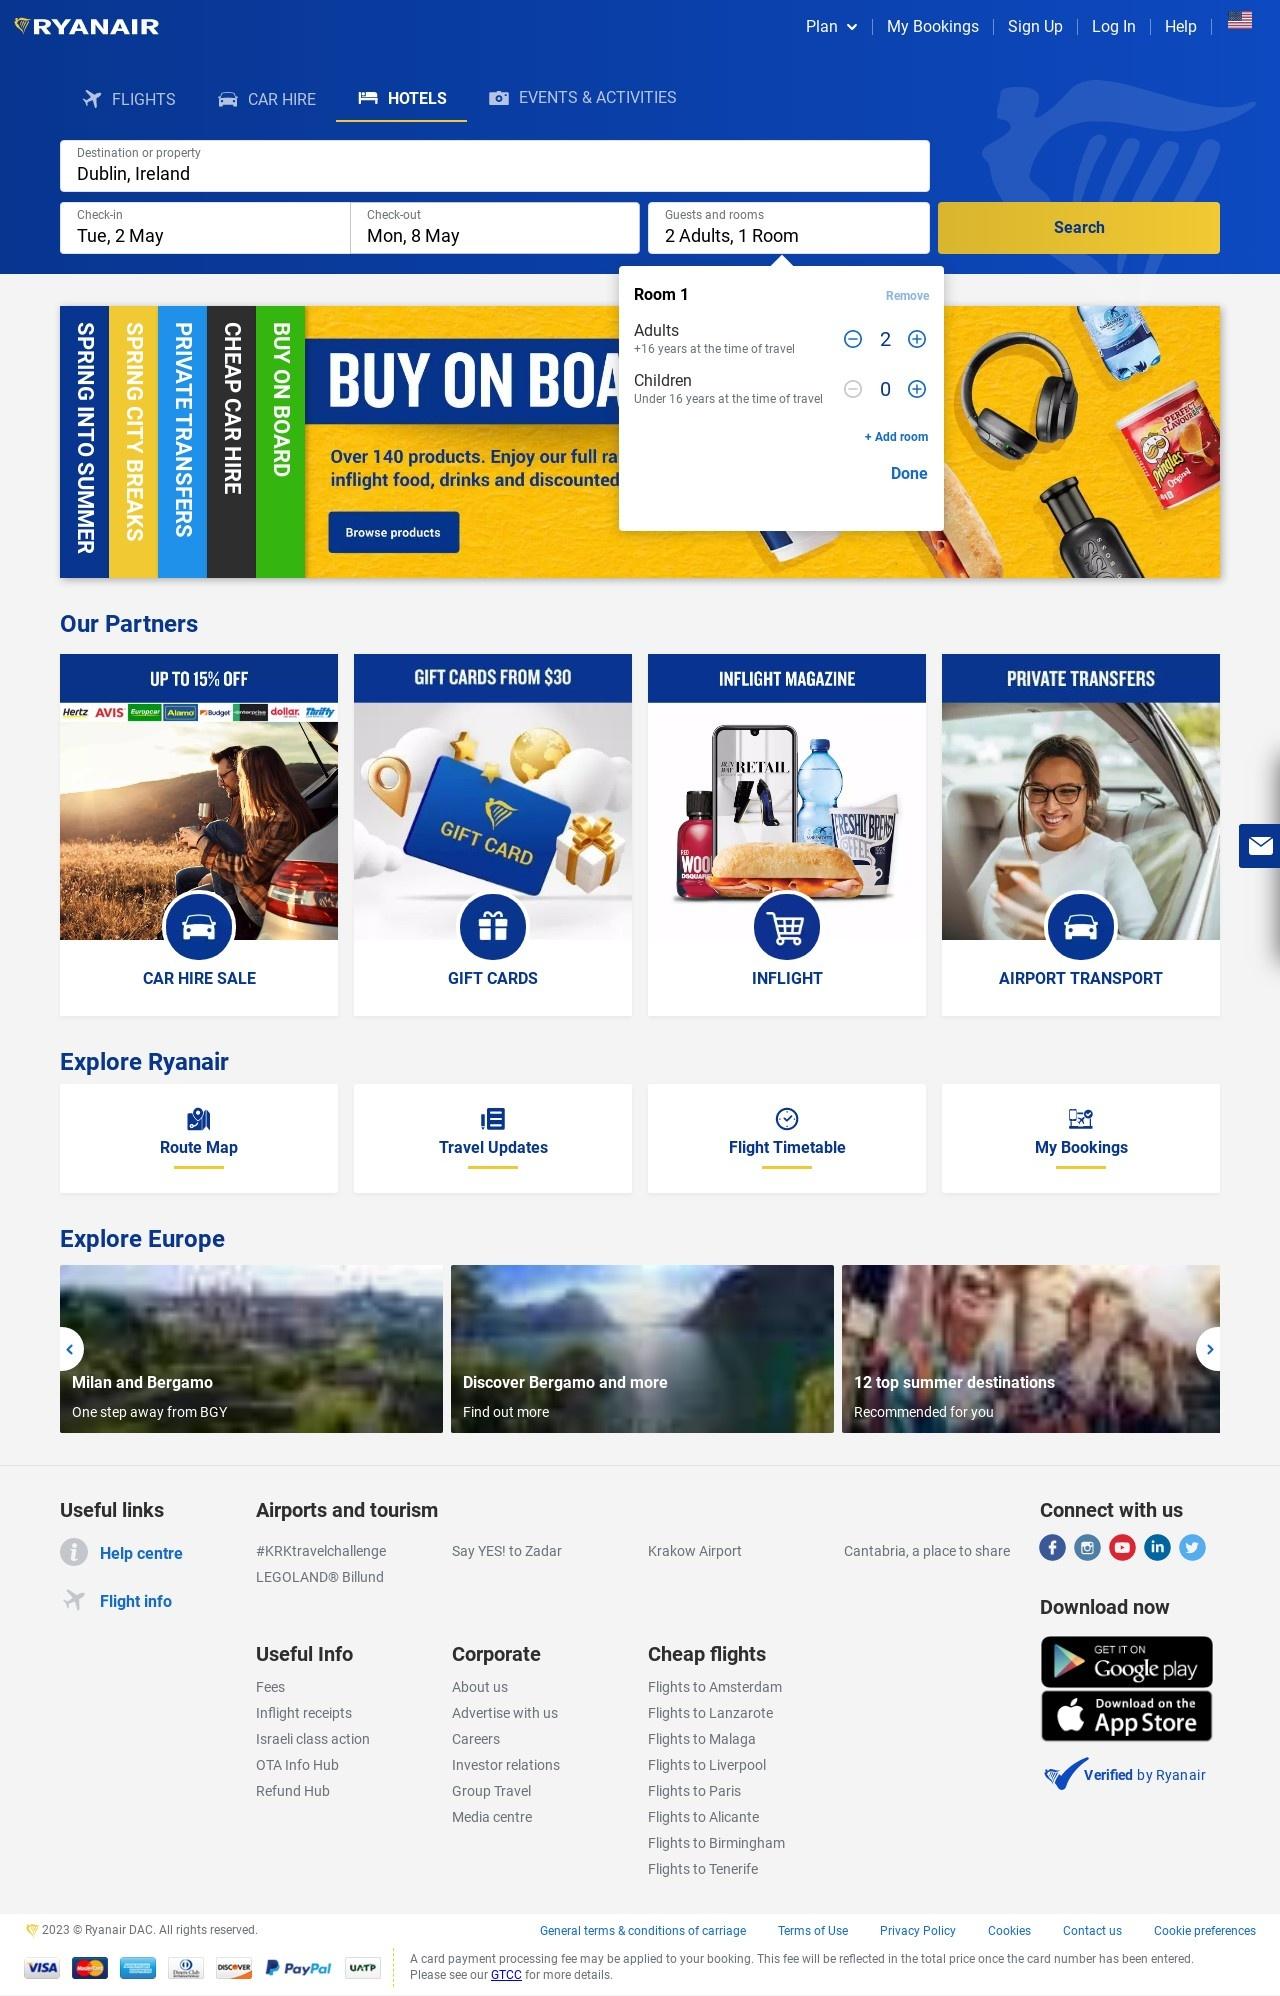 RYANAIR
Plan
My Bookings
Sign Up
Log In
Help
FLIGHTS
CAR HIRE
HOTELS
EVENTS & ACTIVITIES
Destination or property
Dublin, Ireland
Check-in
Tue, 2 May
Check-out
Mon, 8 May
Guests and rooms
2 Adults, 1 Room
Search
Room 1
Remove
Adults
+16 years at the time of travel
2
Children
Under 16 years at the time of travel
0
+ Add room
Done
SPRING INTO SUMMER
SPRING CITY BREAKS
PRIVATE TRANSFERS
CHEAP CAR HIRE
BUY ON BOARD
BUY ON BOA
Over 140 products. Enjoy our full ra
inflight food, drinks and discounted
Browse products
PERFECT
FLAVOUR
Pringles
Original
BOSS
Our Partners
UP TO 15% OFF
Hertz AVIS Europcar Alamo Budget enterprise dollar. Thrifty
CAR HIRE SALE
GIFT CARDS FROM $30
GIFT CARD
GIFT CARDS
INFLIGHT MAGAZINE
RETAIL
RED
WOO
DSQUARE
FRESHLY BREW
COFFEE
INFLIGHT
PRIVATE TRANSFERS
AIRPORT TRANSPORT
Explore Ryanair
Route Map
Travel Updates
Flight Timetable
My Bookings
Explore Europe
Milan and Bergamo
One step away from BGY
Discover Bergamo and more
Find out more
12 top summer destinations
Recommended for you
Useful links
Help centre
Flight info
Airports and tourism
#KRKtravelchallenge
Say YES! to Zadar
Krakow Airport
Cantabria, a place to share
LEGOLAND® Billund
Connect with us
Download now
GET IT ON
Google play
Download on the
App Store
Verified by Ryanair
Useful Info
Fees
Inflight receipts
Israeli class action
OTA Info Hub
Refund Hub
Corporate
About us
Advertise with us
Careers
Investor relations
Group Travel
Media centre
Cheap flights
Flights to Amsterdam
Flights to Lanzarote
Flights to Malaga
Flights to Liverpool
Flights to Paris
Flights to Alicante
Flights to Birmingham
Flights to Tenerife
2023 © Ryanair DAC. All rights reserved.
General terms & conditions of carriage
Terms of Use
Privacy Policy
Cookies
Contact us
Cookie preferences
VISA
MasterCard
Diners Club
DISCOVER
PayPal
UATP
A card payment processing fee may be applied to your booking. This fee will be reflected in the total price once the card number has been entered.
Please see our GTCC for more details.